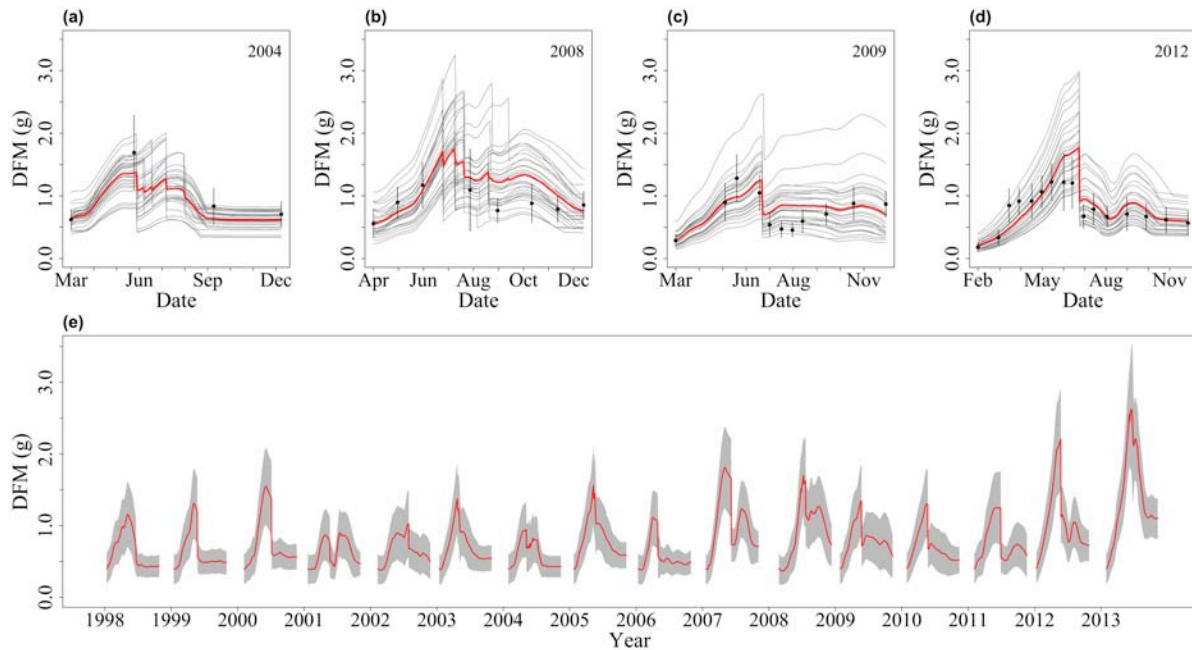 (a) (b) (c) (d)
2004 2008 2009 2012
DFM (g) DFM (g) DFM (g) DFM (g)
3.0 3.0 3.0 3.0
2.0 2.0 2.0 2.0
1.0 1.0 1.0 1.0
0.0 0.0 0.0 0.0
Mar Jun Sep Dec Apr Jun Aug Oct Dec Mar Jun Aug Nov Feb May Aug Nov
Date Date Date Date
(e)
DFM (g)
3.0
2.0
1.0
0.0
1998 1999 2000 2001 2002 2003 2004 2005 2006 2007 2008 2009 2010 2011 2012 2013
Year